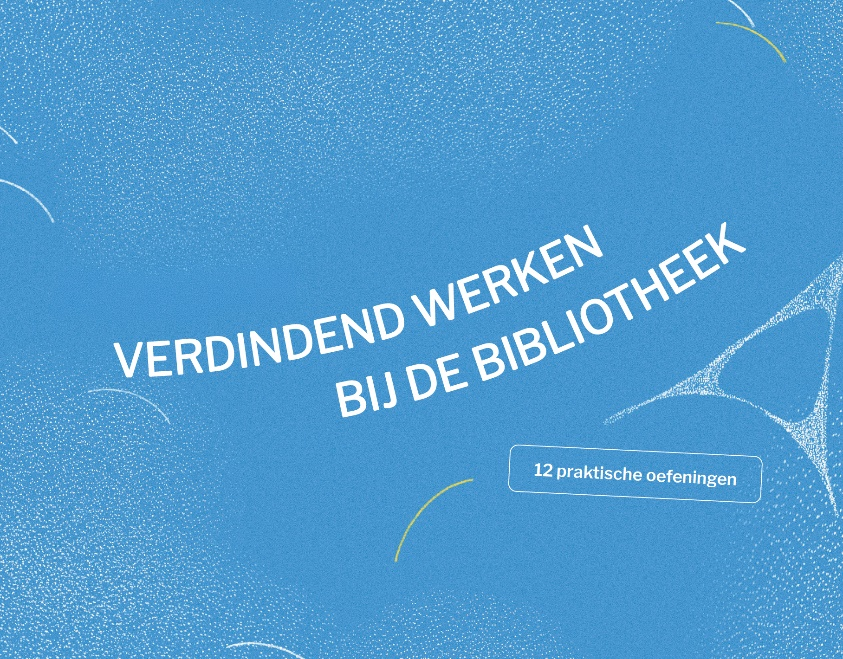 VERDINDEND WERKEN
BIJ DE BIBLIOTHEEK
12 praktische oefeningen